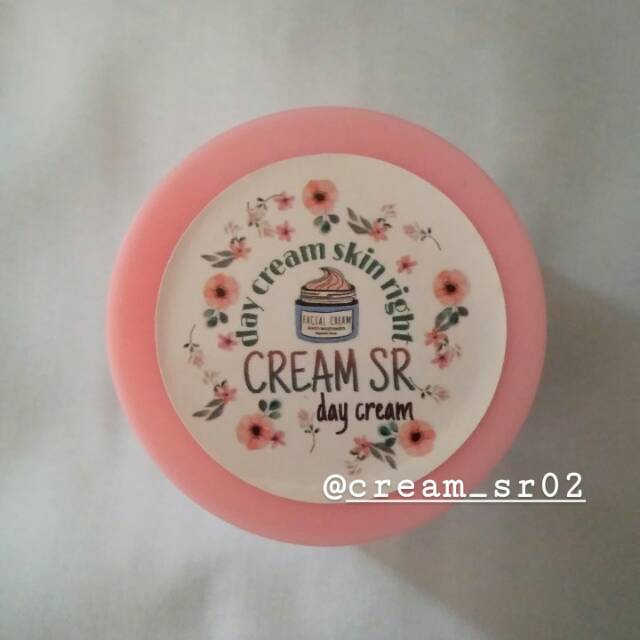 day cream skin right
FACIAL CREAM
CREAM SR
day cream
@cream_sr02